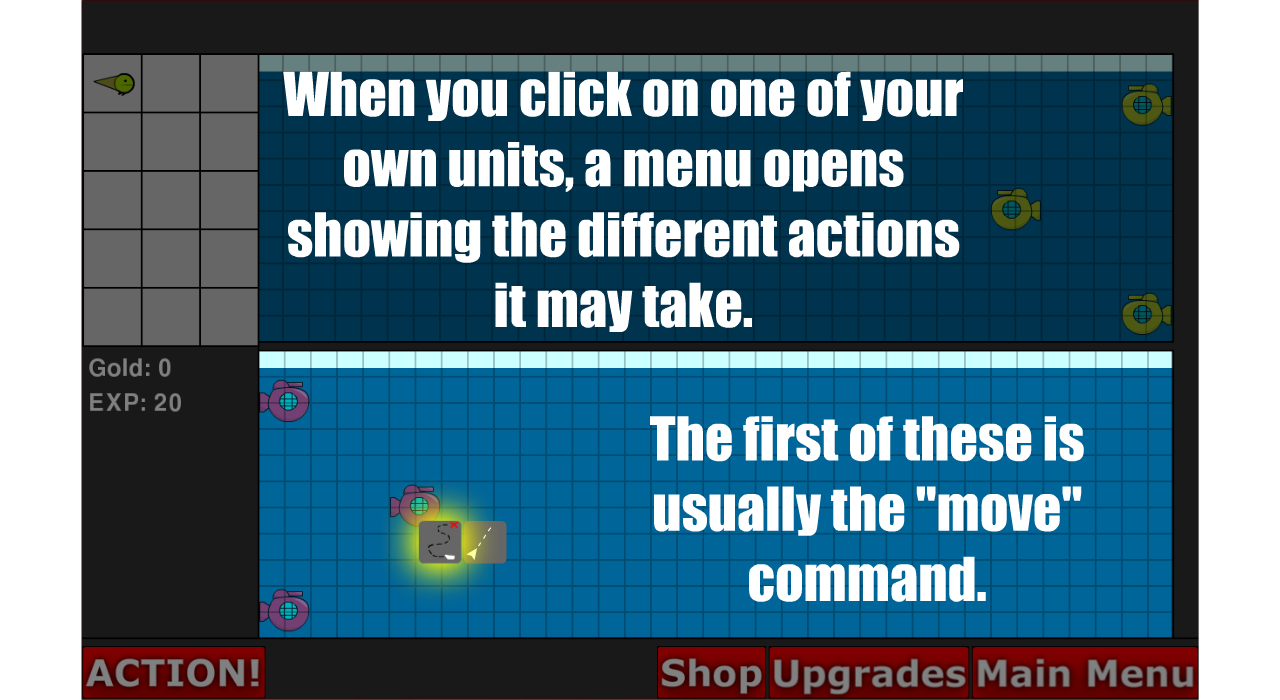 When you click on one of your
own units, a menu opens
showing the different actions
it may take.
Gold: 0
EXP: 20
The first of these is
usually the "move"
command.
ACTION!
Shop
Upgrades
Main Menu